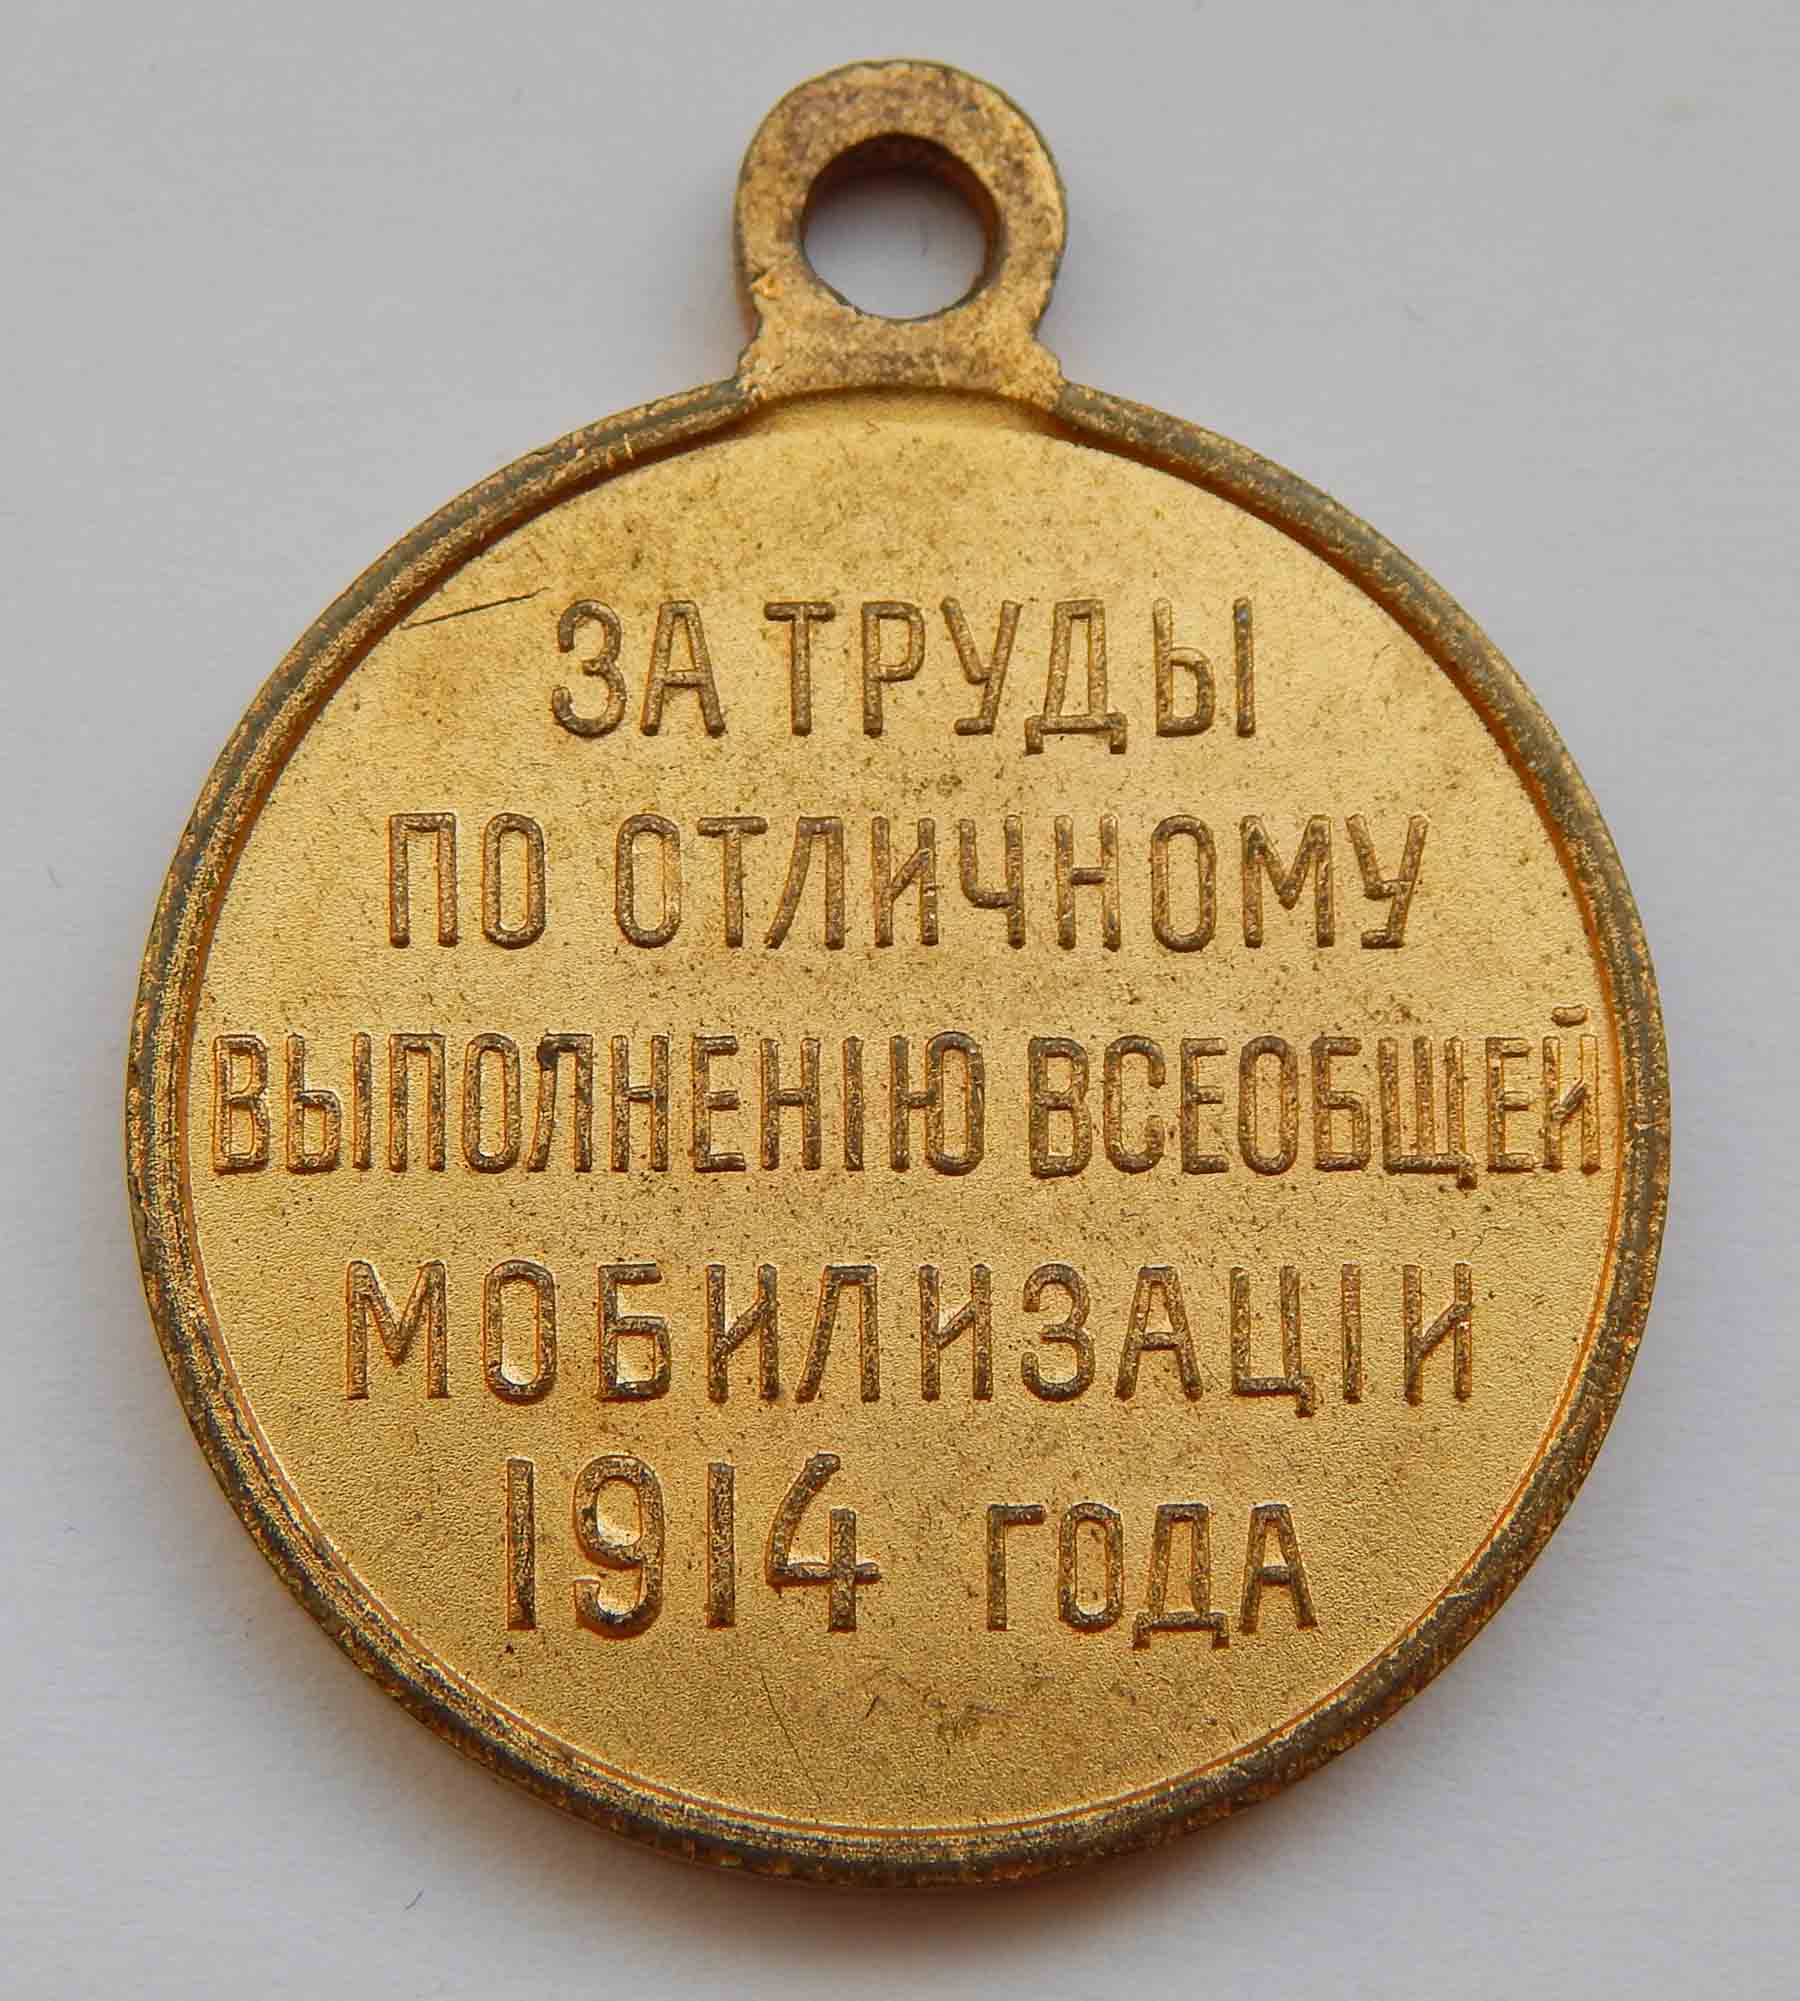 ЗА ТРУДЫ
ПО ОТЛИЧНОМУ
ВЫПОЛНЕНІЮ ВСЕОБЩЕЙ
МОБИЛИЗАЦІИ
1914 ГОДА